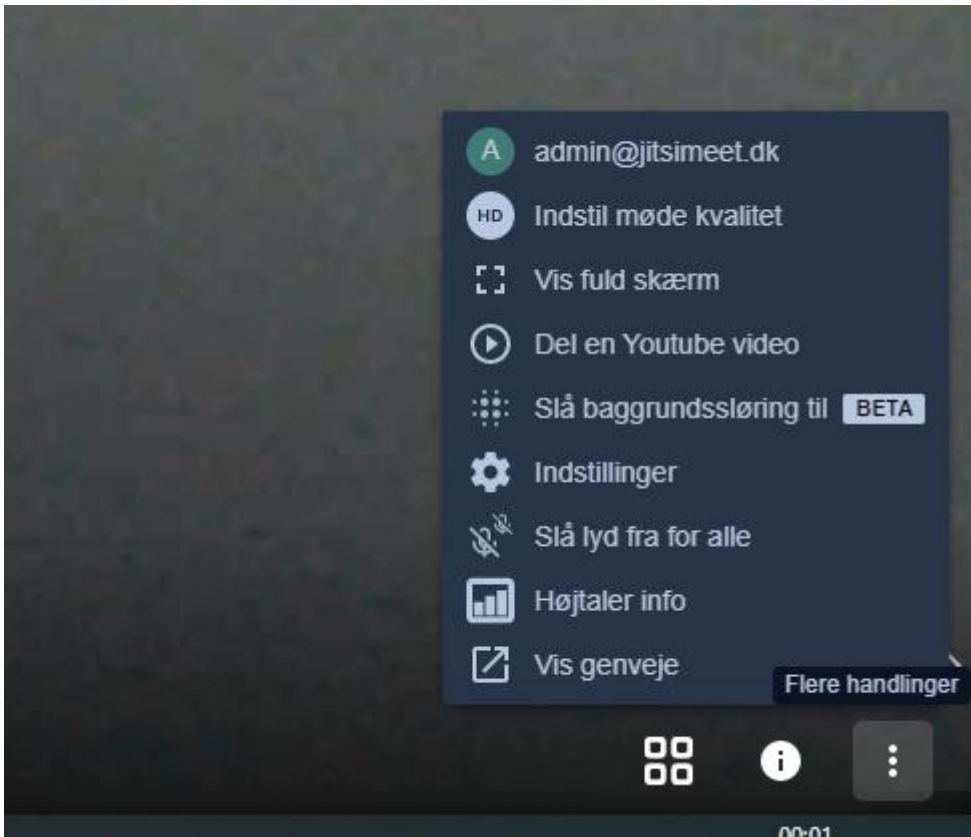 A admin@jitsimeet.dk
HD Indstil møde kvalitet
Vis fuld skærm
Del en Youtube video
Slå baggrundssløring til BETA
Indstillinger
Slå lyd fra for alle
Højtaler info
Vis genveje
Flere handlinger
00:01